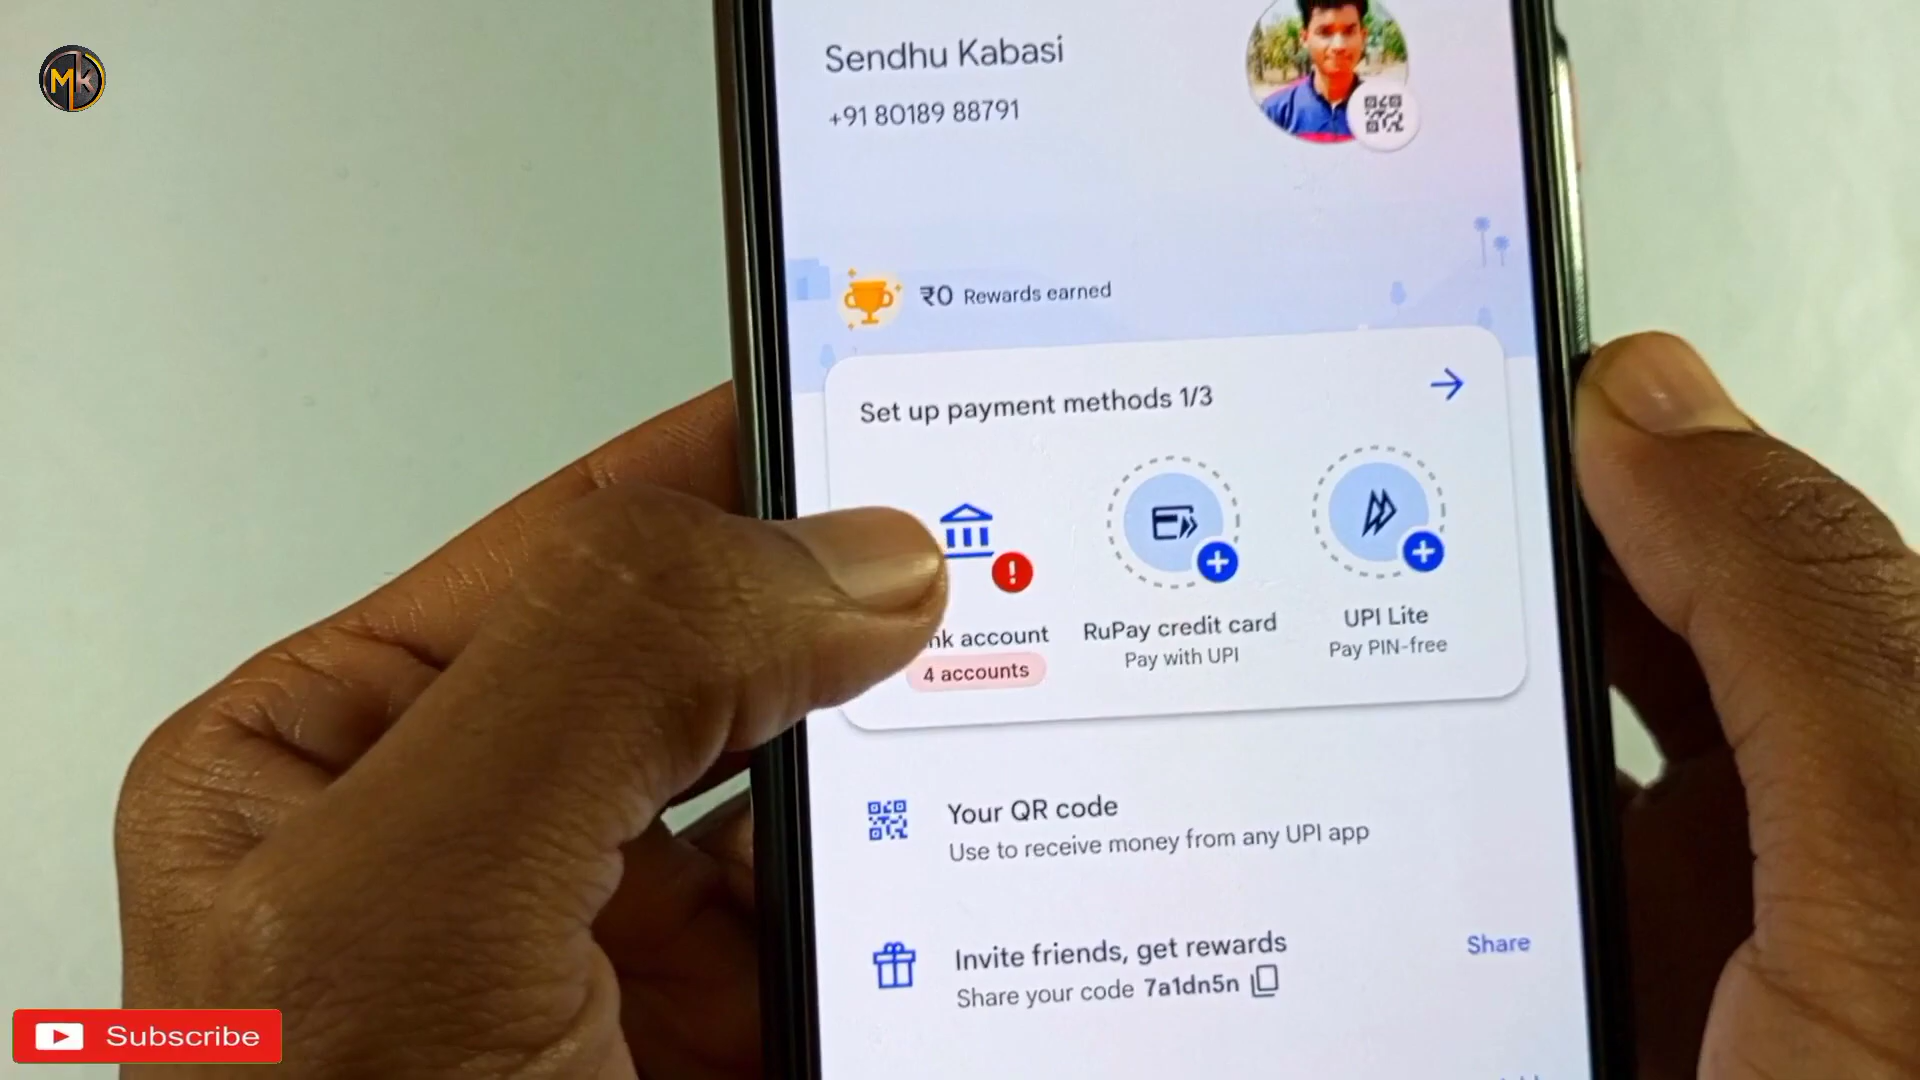 MK
Sendhu Kabasi
+91 80189 88791
₹0 Rewards earned
Set up payment methods 1/3
account
4 accounts
RuPay credit card
Pay with UPI
UPI Lite
Pay PIN-free
Your QR code
Use to receive money from any UPI app
Invite friends, get rewards
Share
Share your code 7a1dn5n
Subscribe